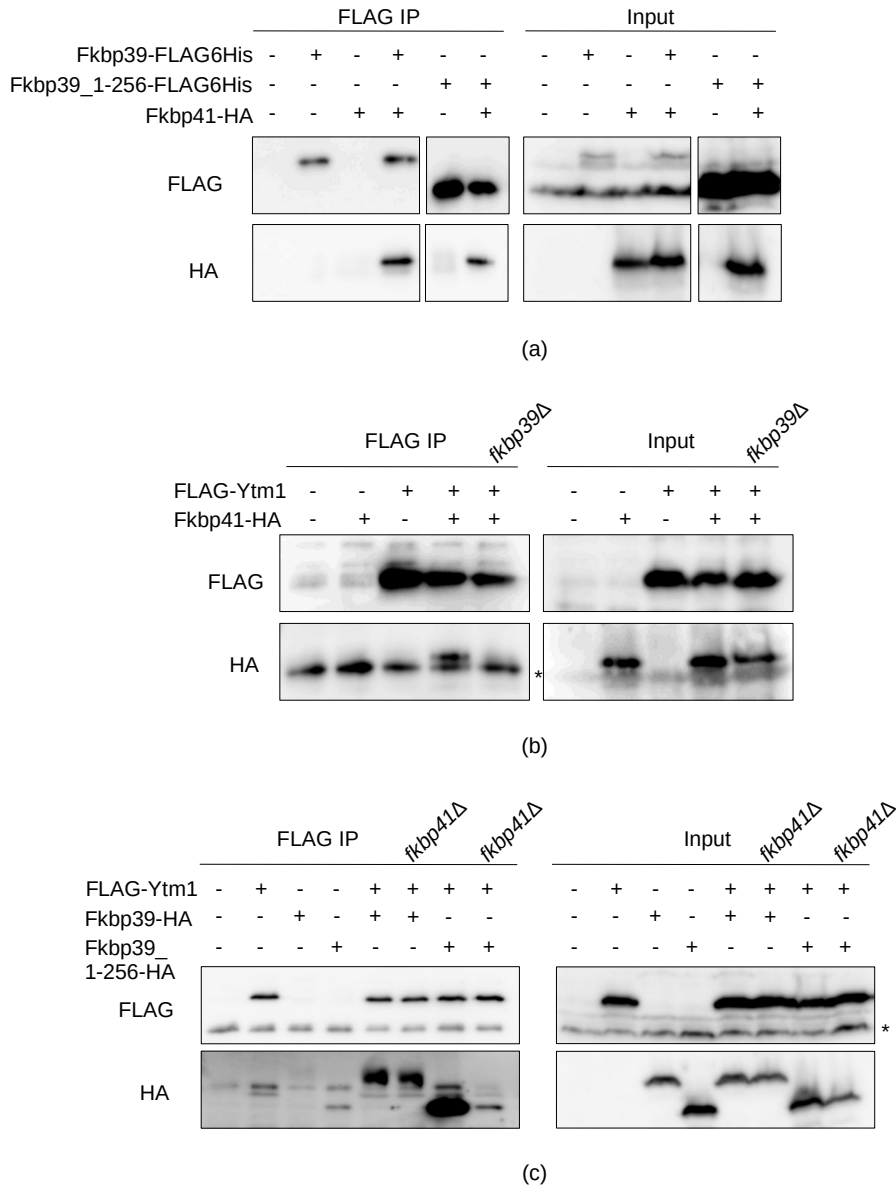 FLAG IP Input
Fkbp39-FLAG6His - + - + - - - + - + - -
Fkbp39_1-256-FLAG6His - - - - + + - - - - + +
Fkbp41-HA - - + + - + - - + + - +
FLAG
HA
(a)
FLAG IP fkbp39Δ Input fkbp39Δ
FLAG-Ytm1 - - + + + - - + + +
Fkbp41-HA - + - + + - + - + +
FLAG
HA *
(b)
FLAG IP fkbp41Δ fkbp41Δ Input fkbp41Δ fkbp41Δ
FLAG-Ytm1 - + - - + + + + - + - - + + + +
Fkbp39-HA - - + - + + - - - - + - + + - -
Fkbp39_ - - - + - - + + - - - + - - + +
1-256-HA
FLAG *
HA
(c)